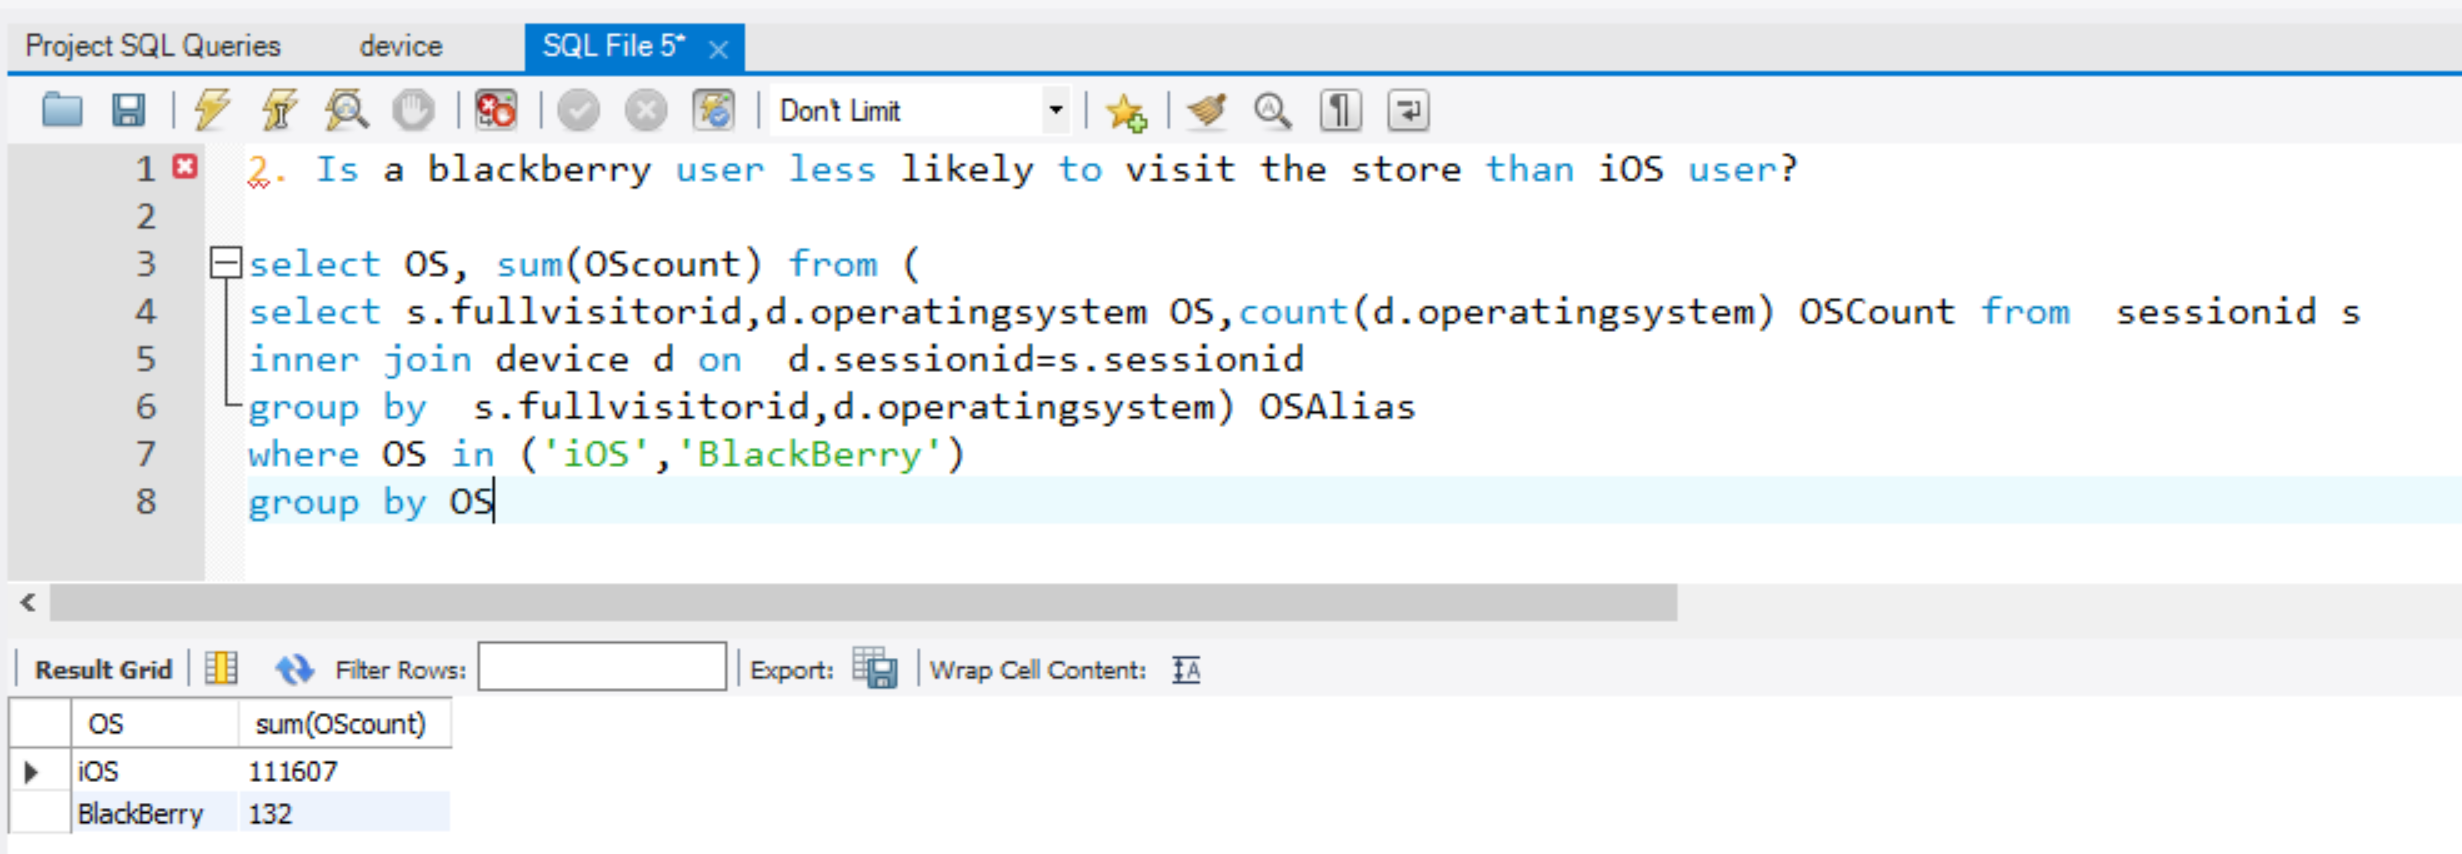 Project SQL Queries device SQL File 5* ×
Don't Limit
1 2. Is a blackberry user less likely to visit the store than iOS user?
2
3 select OS, sum(OScount) from (
4 select s.fullvisitorid,d.operatingsystem OS,count(d.operatingsystem) OSCount from  sessionid s
5 inner join device d on  d.sessionid=s.sessionid
6 group by  s.fullvisitorid,d.operatingsystem) OSAlias
7 where OS in ('iOS','BlackBerry')
8 group by OS
Result Grid Filter Rows: Export: Wrap Cell Content:
OS sum(OScount)
iOS 111607
BlackBerry 132